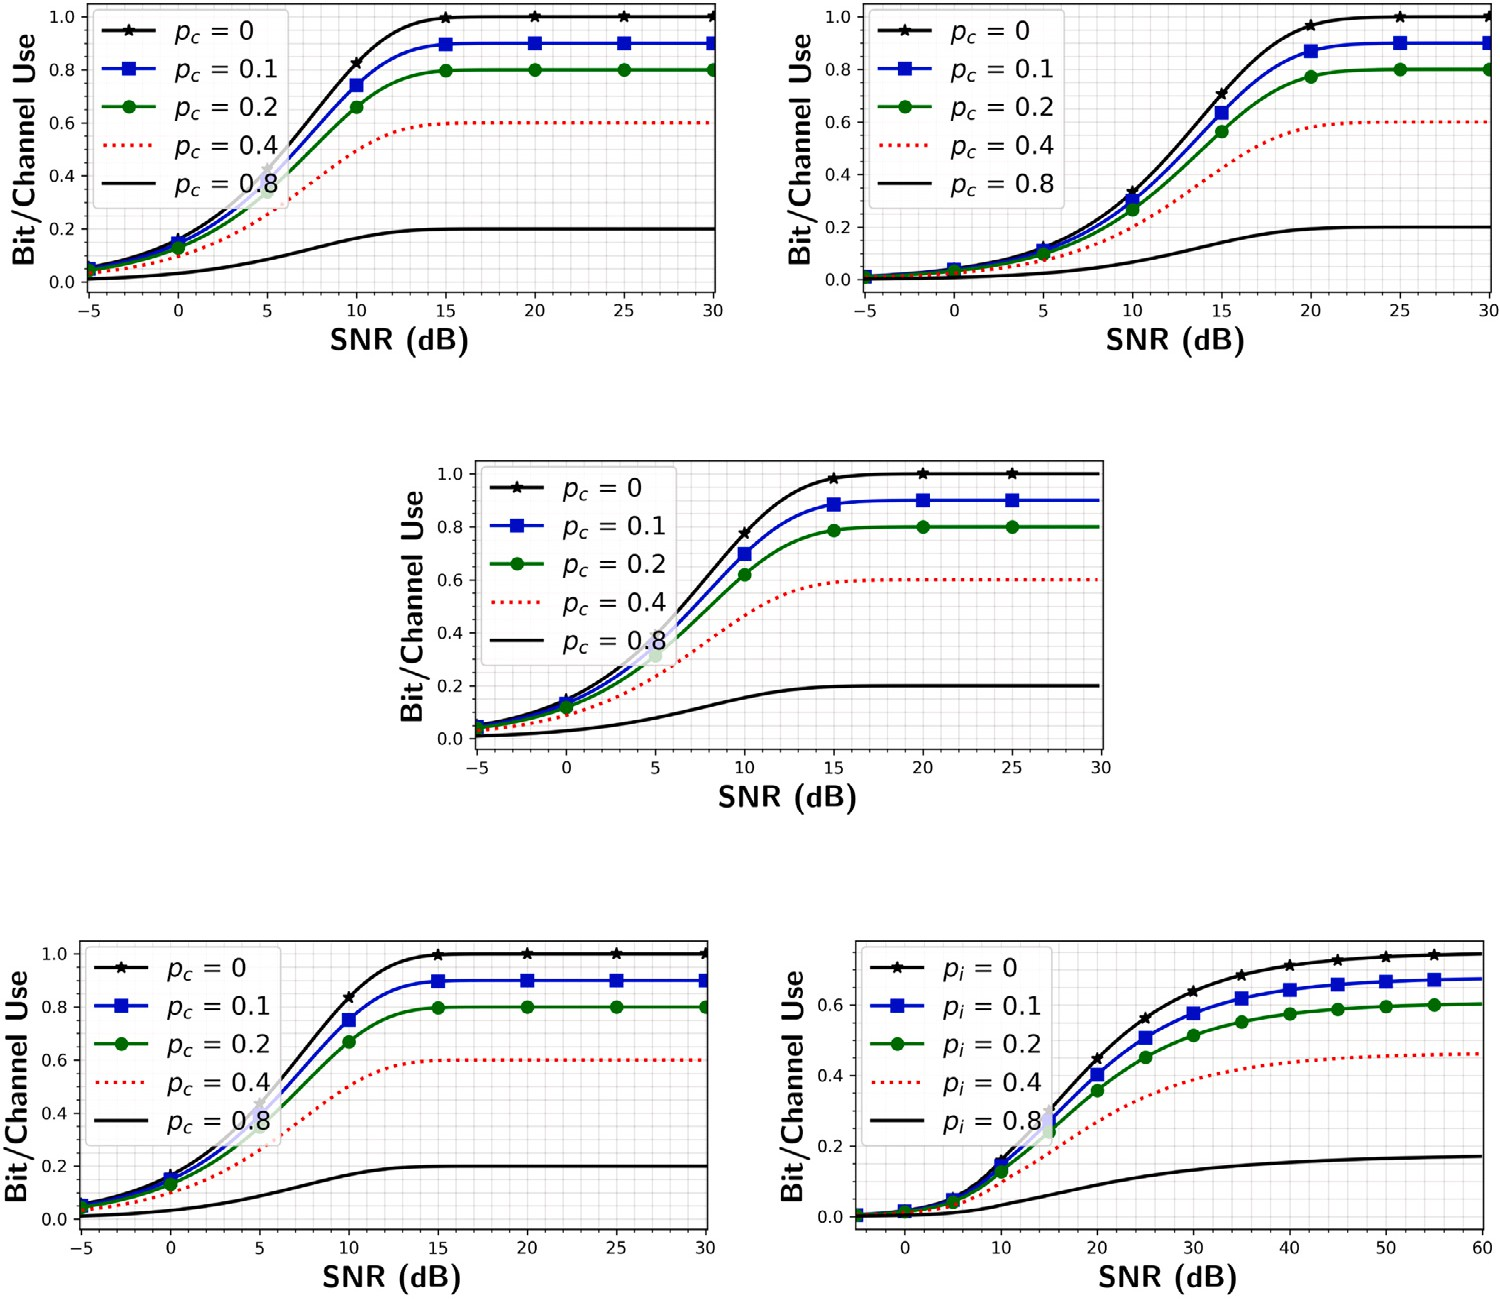 Bit/Channel Use
1.0
0.8
0.6
0.4
0.2
0.0
p_c = 0
p_c = 0.1
p_c = 0.2
p_c = 0.4
p_c = 0.8
−5 0 5 10 15 20 25 30
SNR (dB)
Bit/Channel Use
1.0
0.8
0.6
0.4
0.2
0.0
p_c = 0
p_c = 0.1
p_c = 0.2
p_c = 0.4
p_c = 0.8
−5 0 5 10 15 20 25 30
SNR (dB)
Bit/Channel Use
1.0
0.8
0.6
0.4
0.2
0.0
p_c = 0
p_c = 0.1
p_c = 0.2
p_c = 0.4
p_c = 0.8
−5 0 5 10 15 20 25 30
SNR (dB)
Bit/Channel Use
1.0
0.8
0.6
0.4
0.2
0.0
p_c = 0
p_c = 0.1
p_c = 0.2
p_c = 0.4
p_c = 0.8
−5 0 5 10 15 20 25 30
SNR (dB)
Bit/Channel Use
0.6
0.4
0.2
0.0
p_i = 0
p_i = 0.1
p_i = 0.2
p_i = 0.4
p_i = 0.8
0 10 20 30 40 50 60
SNR (dB)